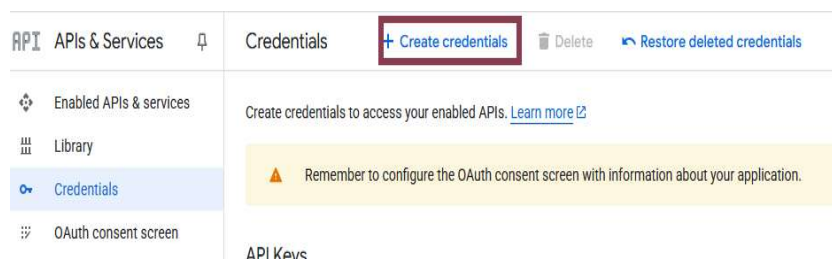 API APIs & Services
Credentials + Create credentials Delete Restore deleted credentials
Enabled APIs & services
Library
Credentials
OAuth consent screen
Create credentials to access your enabled APIs. Learn more
Remember to configure the OAuth consent screen with information about your application.
API Keys